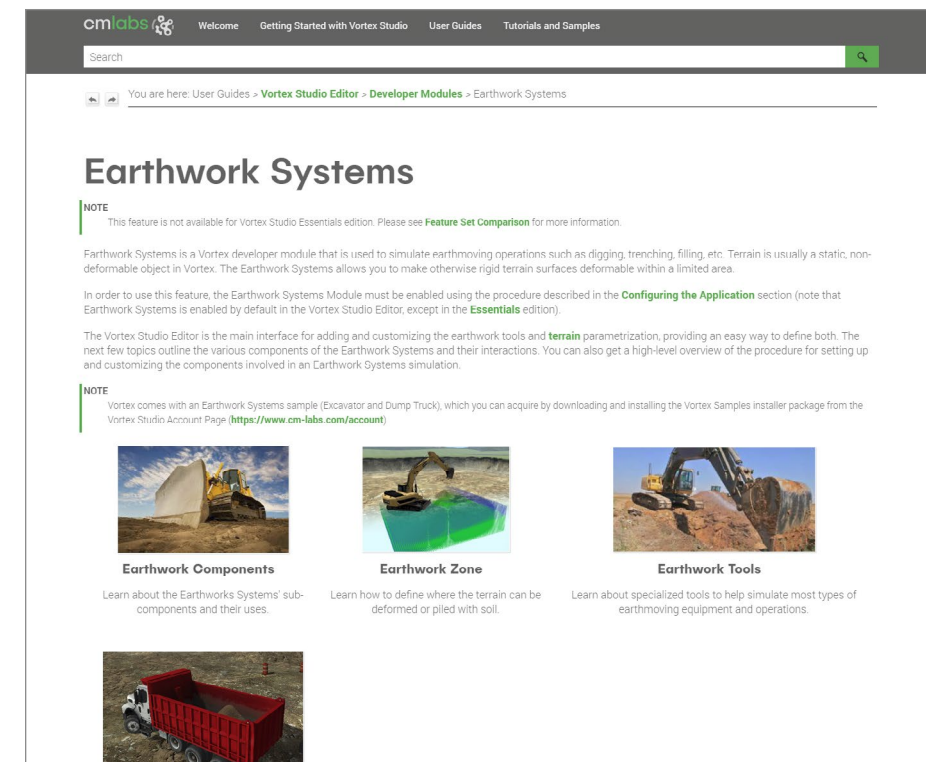 cmlabs
Welcome Getting Started with Vortex Studio User Guides Tutorials and Samples
Search
You are here: User Guides > Vortex Studio Editor > Developer Modules > Earthwork Systems
Earthwork Systems
NOTE
This feature is not available for Vortex Studio Essentials edition. Please see Feature Set Comparison for more information.
Earthwork Systems is a Vortex developer module that is used to simulate earthmoving operations such as digging, trenching, filling, etc. Terrain is usually a static, non-
deformable object in Vortex. The Earthwork Systems allows you to make otherwise rigid terrain surfaces deformable within a limited area.
In order to use this feature, the Earthwork Systems Module must be enabled using the procedure described in the Configuring the Application section (note that
Earthwork Systems is enabled by default in the Vortex Studio Editor, except in the Essentials edition).
The Vortex Studio Editor is the main interface for adding and customizing the earthwork tools and terrain parametrization, providing an easy way to define both. The
next few topics outline the various components of the Earthwork Systems and their interactions. You can also get a high-level overview of the procedure for setting up
and customizing the components involved in an Earthwork Systems simulation.
NOTE
Vortex comes with an Earthwork Systems sample (Excavator and Dump Truck), which you can acquire by downloading and installing the Vortex Samples installer package from the
Vortex Studio Account Page (https://www.cm-labs.com/account)
Earthwork Components Earthwork Zone Earthwork Tools
Learn about the Earthworks Systems' sub- Learn how to define where the terrain can be Learn about specialized tools to help simulate most types of
components and their uses. deformed or piled with soil. earthmoving equipment and operations.